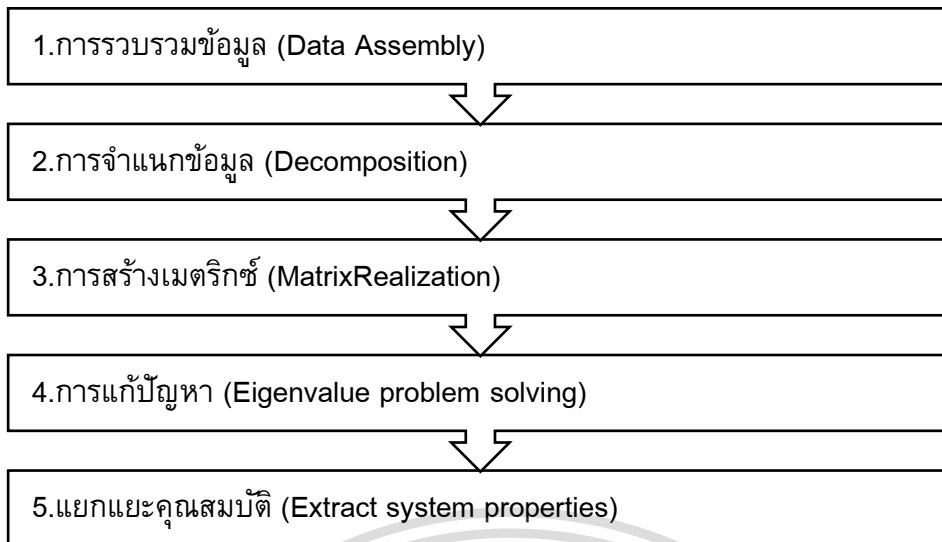 1.การรวบรวมข้อมูล (Data Assembly)
2.การจำแนกข้อมูล (Decomposition)
3.การสร้างเมตริกซ์ (MatrixRealization)
4.การแก้ปัญหา (Eigenvalue problem solving)
5.แยกแยะคุณสมบัติ (Extract system properties)